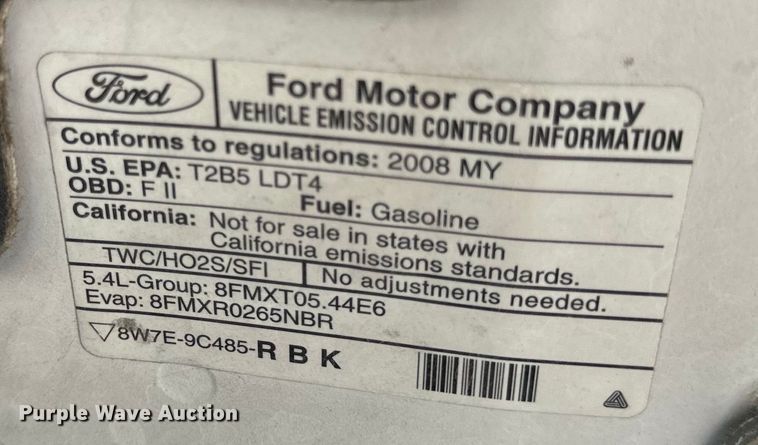 Ford
Ford Motor Company
VEHICLE EMISSION CONTROL INFORMATION
Conforms to regulations: 2008 MY
U.S. EPA: T2B5 LDT4
OBD: F II Fuel: Gasoline
California: Not for sale in states with
California emissions standards.
TWC/HO2S/SFI No adjustments needed.
5.4L-Group: 8FMXT05.44E6
Evap: 8FMXR0265NBR
8W7E-9C485-R B K
Purple Wave Auction